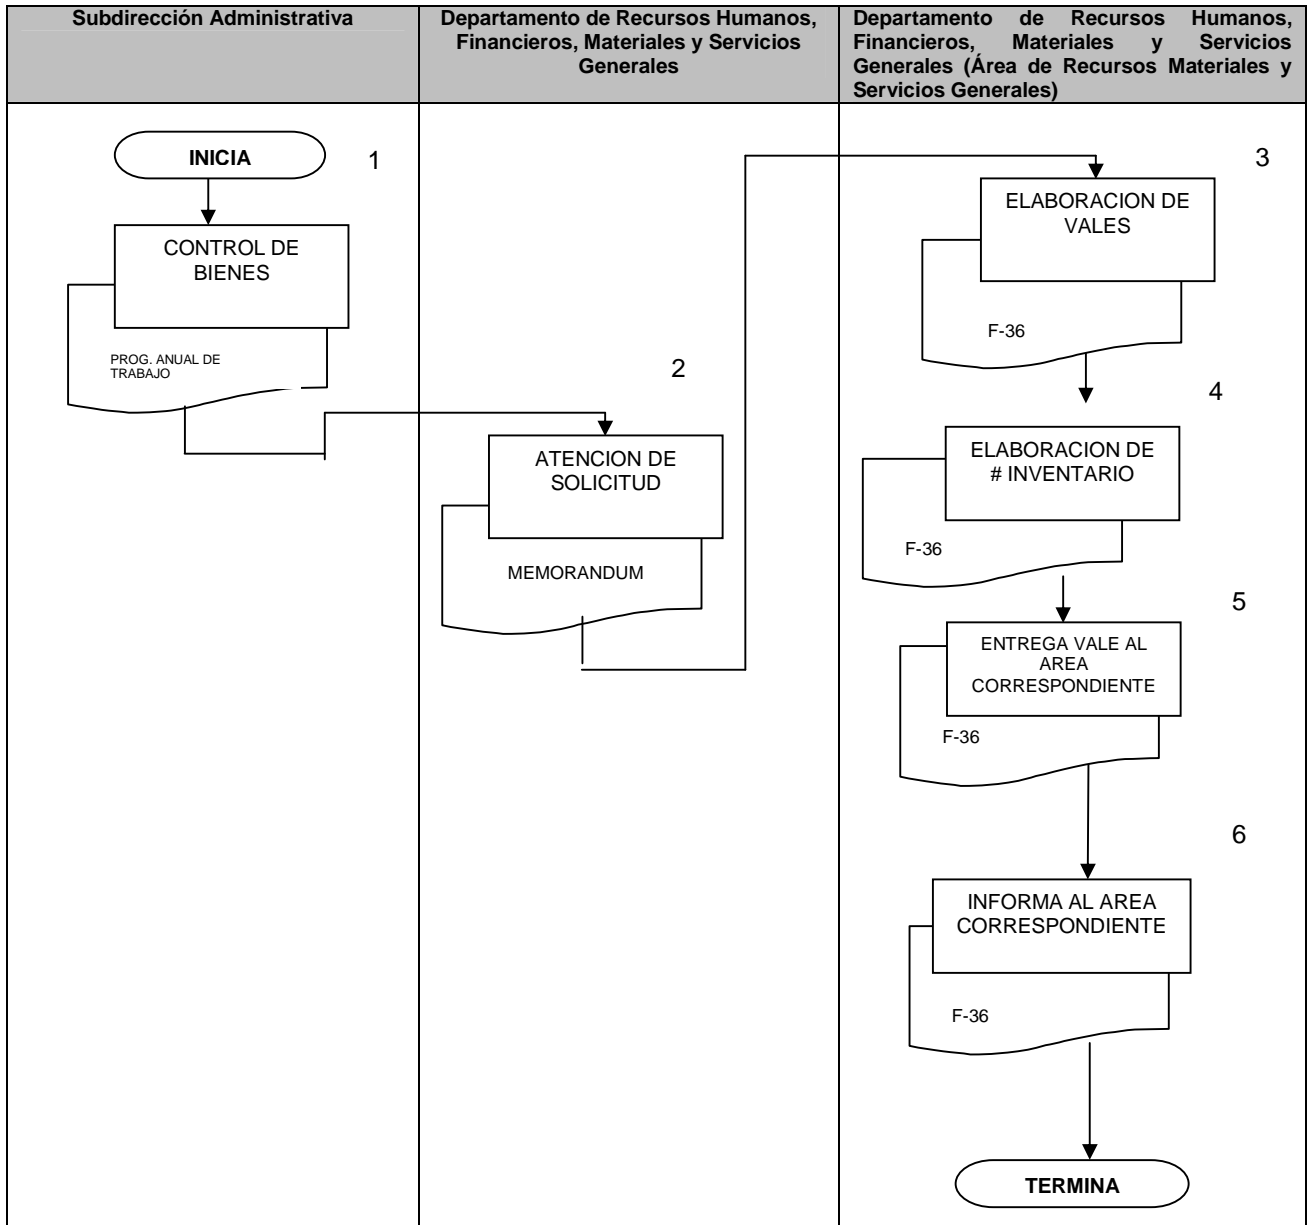 Subdirección Administrativa
Departamento de Recursos Humanos,
Financieros, Materiales y Servicios
Generales
Departamento de Recursos Humanos,
Financieros, Materiales y Servicios
Generales (Área de Recursos Materiales y
Servicios Generales)
INICIA
1
CONTROL DE
BIENES
PROG. ANUAL DE
TRABAJO
2
ATENCION DE
SOLICITUD
MEMORANDUM
3
ELABORACION DE
VALES
F-36
4
ELABORACION DE
# INVENTARIO
F-36
5
ENTREGA VALE AL
AREA
CORRESPONDIENTE
F-36
6
INFORMA AL AREA
CORRESPONDIENTE
F-36
TERMINA